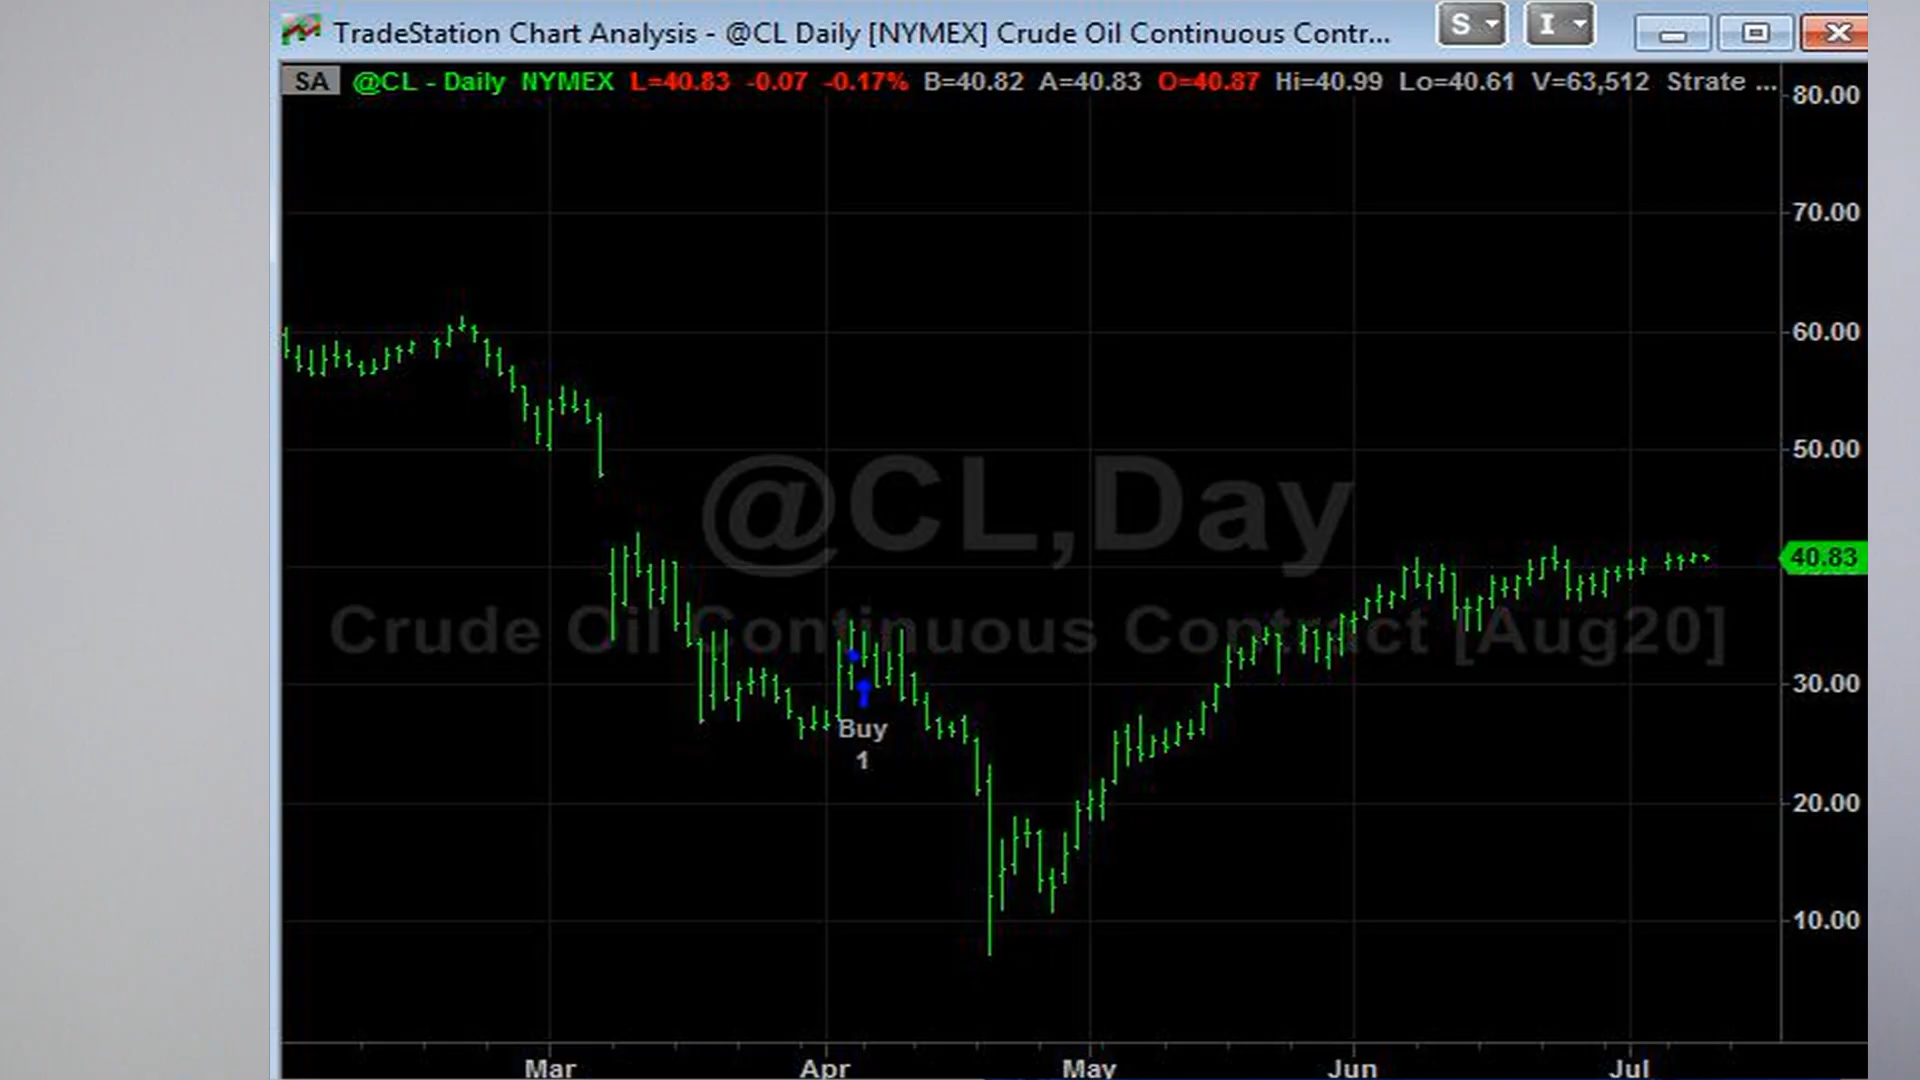 TradeStation Chart Analysis - @CL Daily [NYMEX] Crude Oil Continuous Contr...
S
I
SA @CL - Daily NYMEX L=40.83 -0.07 -0.17% B=40.82 A=40.83 O=40.87 Hi=40.99 Lo=40.61 V=63,512 Strate ...
80.00
70.00
60.00
50.00
@CL,Day
40.83
Crude Oil Continuous Contract [Aug20]
30.00
Buy
1
20.00
10.00
Mar Apr May Jun Jul